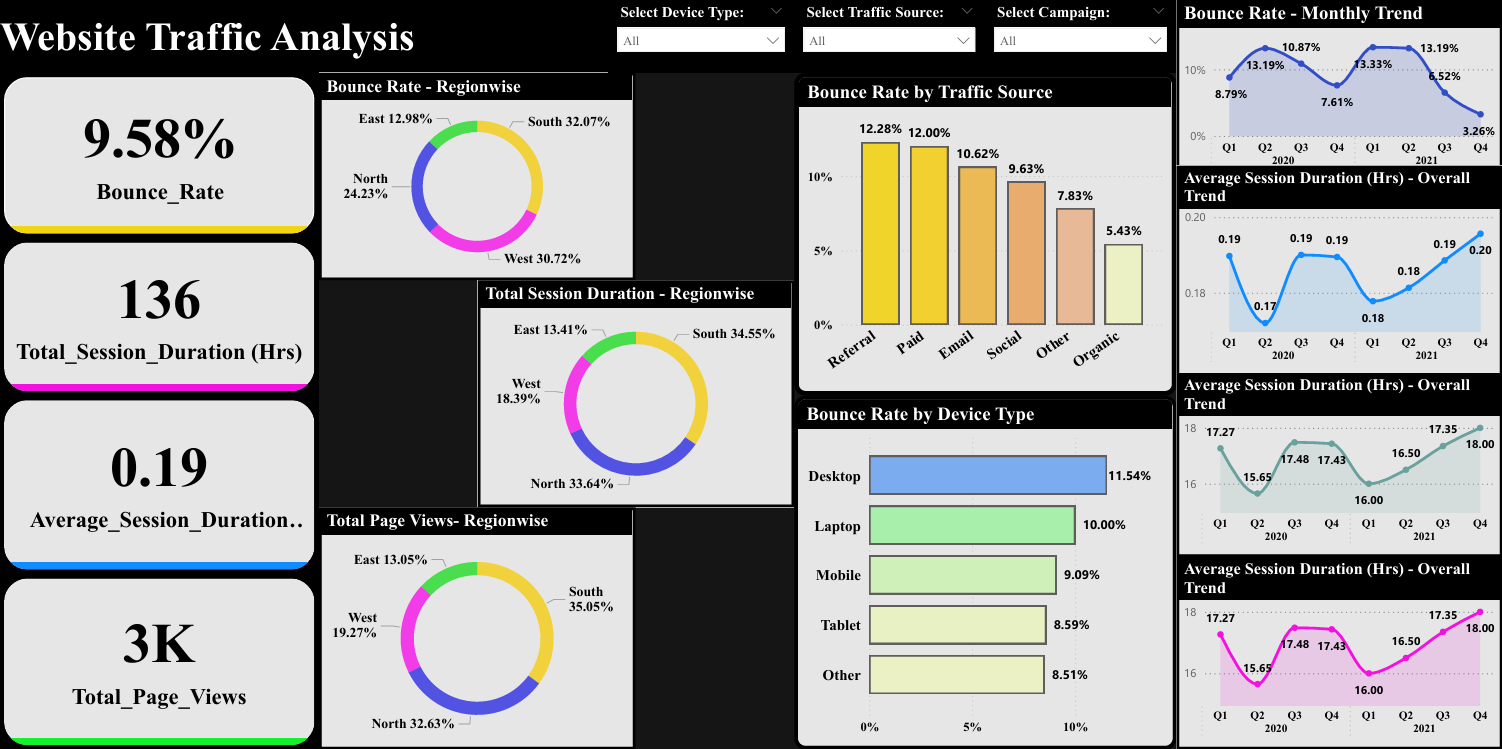 Website Traffic Analysis
Select Device Type:
All
Select Traffic Source:
All
Select Campaign:
All
9.58%
Bounce_Rate
136
Total_Session_Duration (Hrs)
0.19
Average_Session_Duration..
3K
Total_Page_Views
Bounce Rate - Regionwise
East 12.98%
South 32.07%
North
24.23%
West 30.72%
Total Session Duration - Regionwise
East 13.41%
South 34.55%
West
18.39%
North 33.64%
Total Page Views- Regionwise
East 13.05%
South
35.05%
West
19.27%
North 32.63%
Bounce Rate by Traffic Source
12.28%
12.00%
10.62%
9.63%
7.83%
5.43%
10%
5%
0%
Referral
Paid
Email
Social
Other
Organic
Bounce Rate by Device Type
Desktop
11.54%
Laptop
10.00%
Mobile
9.09%
Tablet
8.59%
Other
8.51%
0%
5%
10%
Bounce Rate - Monthly Trend
10%
0%
8.79%
13.19%
10.87%
7.61%
13.33%
13.19%
6.52%
3.26%
Q1 Q2 Q3 Q4 Q1 Q2 Q3 Q4
2020 2021
Average Session Duration (Hrs) - Overall
Trend
0.20
0.18
0.19
0.17
0.19
0.19
0.18
0.18
0.19
0.20
Q1 Q2 Q3 Q4 Q1 Q2 Q3 Q4
2020 2021
Average Session Duration (Hrs) - Overall
Trend
18
16
17.27
15.65
17.48
17.43
16.00
16.50
17.35
18.00
Q1 Q2 Q3 Q4 Q1 Q2 Q3 Q4
2020 2021
Average Session Duration (Hrs) - Overall
Trend
18
16
17.27
15.65
17.48
17.43
16.00
16.50
17.35
18.00
Q1 Q2 Q3 Q4 Q1 Q2 Q3 Q4
2020 2021